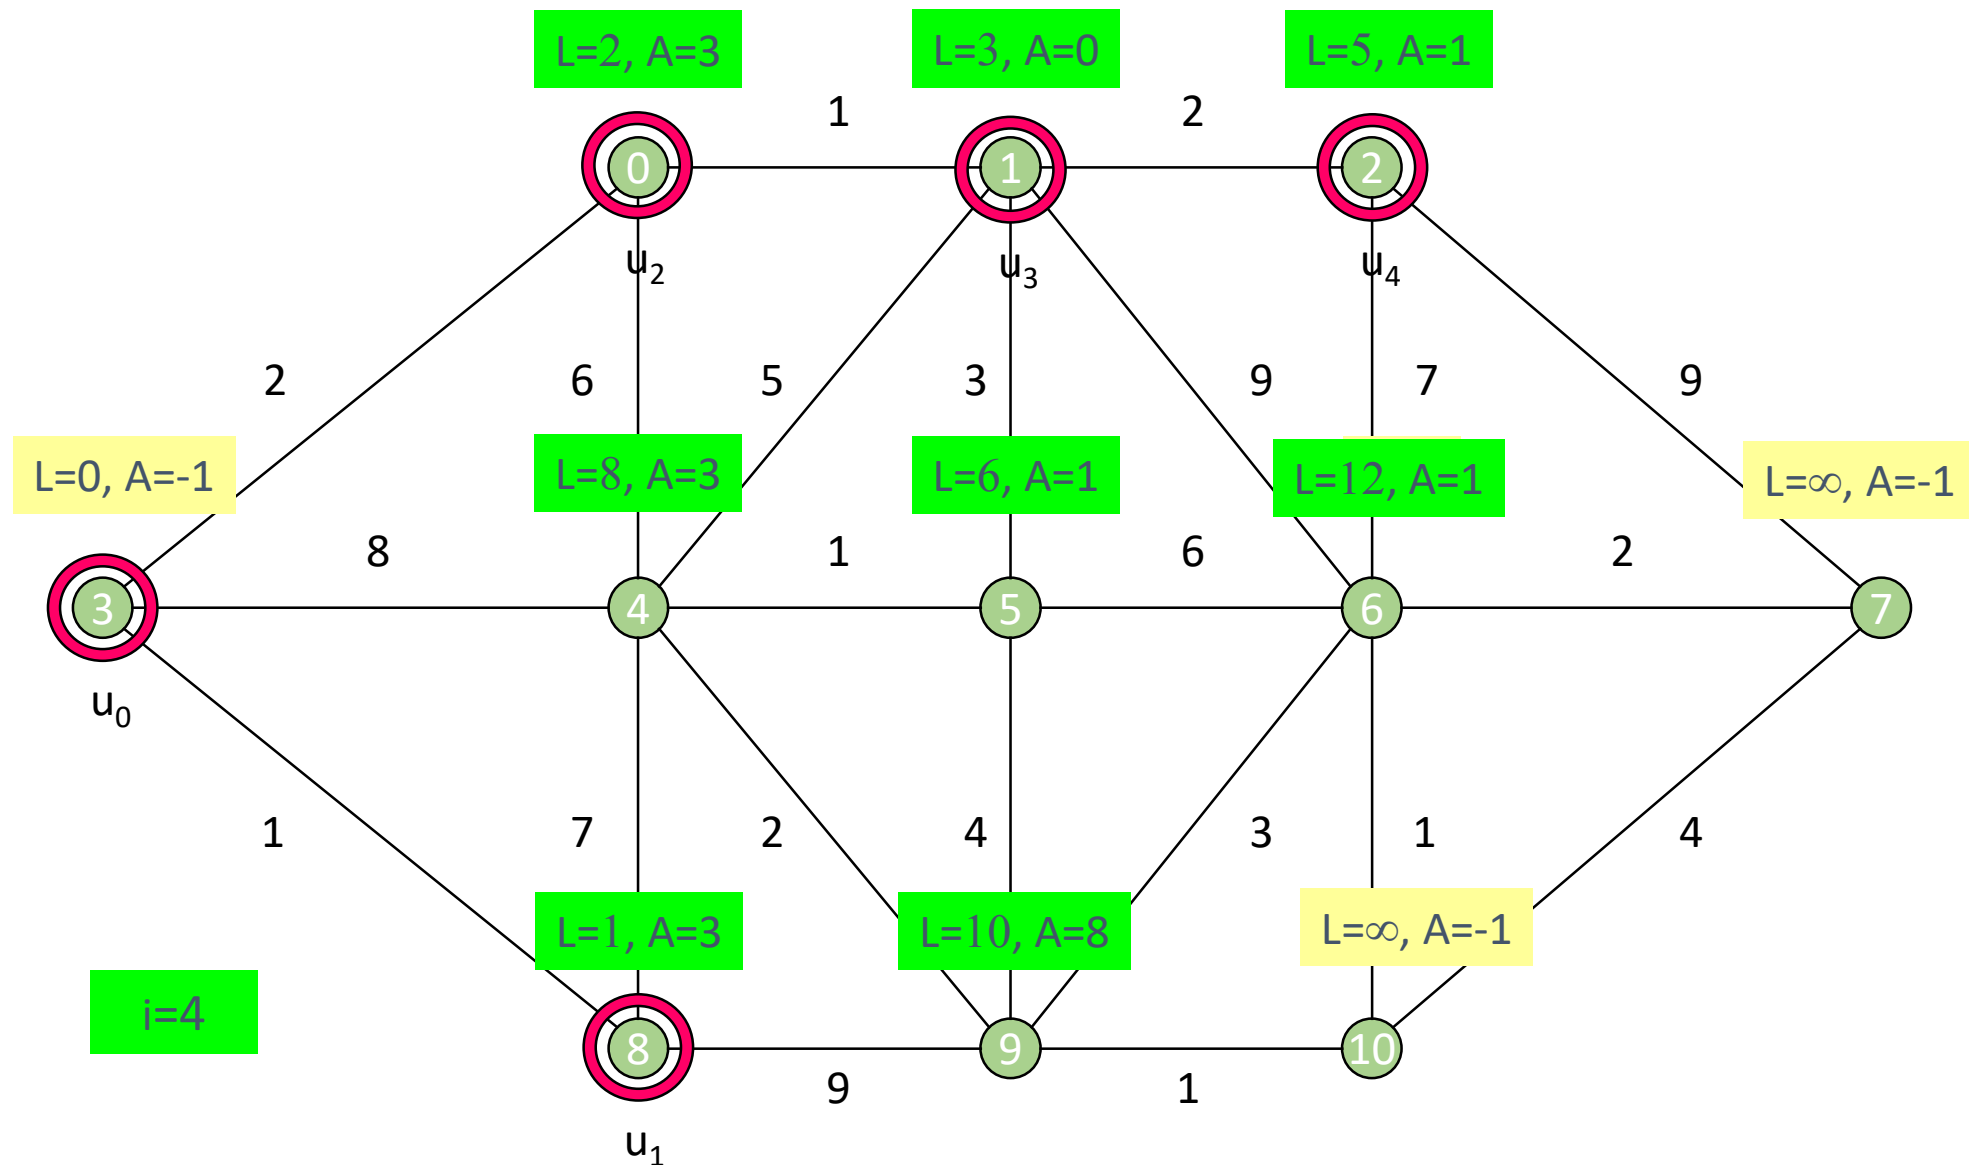 L=2, A=3
L=3, A=0
L=5, A=1
1
2
0
1
2
u2
u3
u4
2
6
5
3
9
7
9
L=0, A=-1
L=8, A=3
L=6, A=1
L=12, A=1
L=∞, A=-1
8
1
6
2
3
4
5
6
7
u0
1
7
2
4
3
1
4
L=1, A=3
L=10, A=8
L=∞, A=-1
i=4
8
9
10
9
1
u1